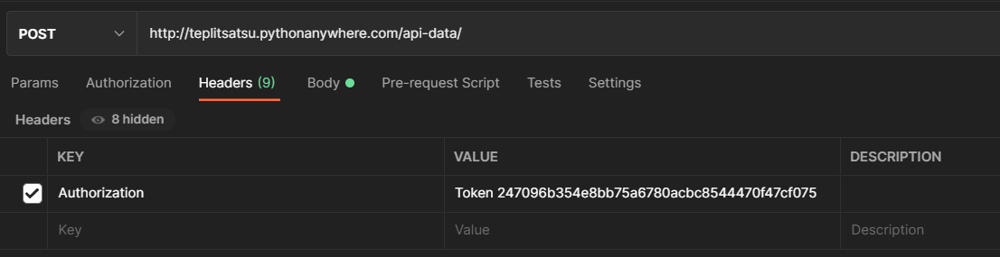 POST http://teplitsatsu.pythonanywhere.com/api-data/
Params Authorization Headers (9) Body Pre-request Script Tests Settings
Headers 8 hidden
KEY VALUE DESCRIPTION
Authorization Token 247096b354e8bb75a6780acbc8544470f47cf075
Key Value Description